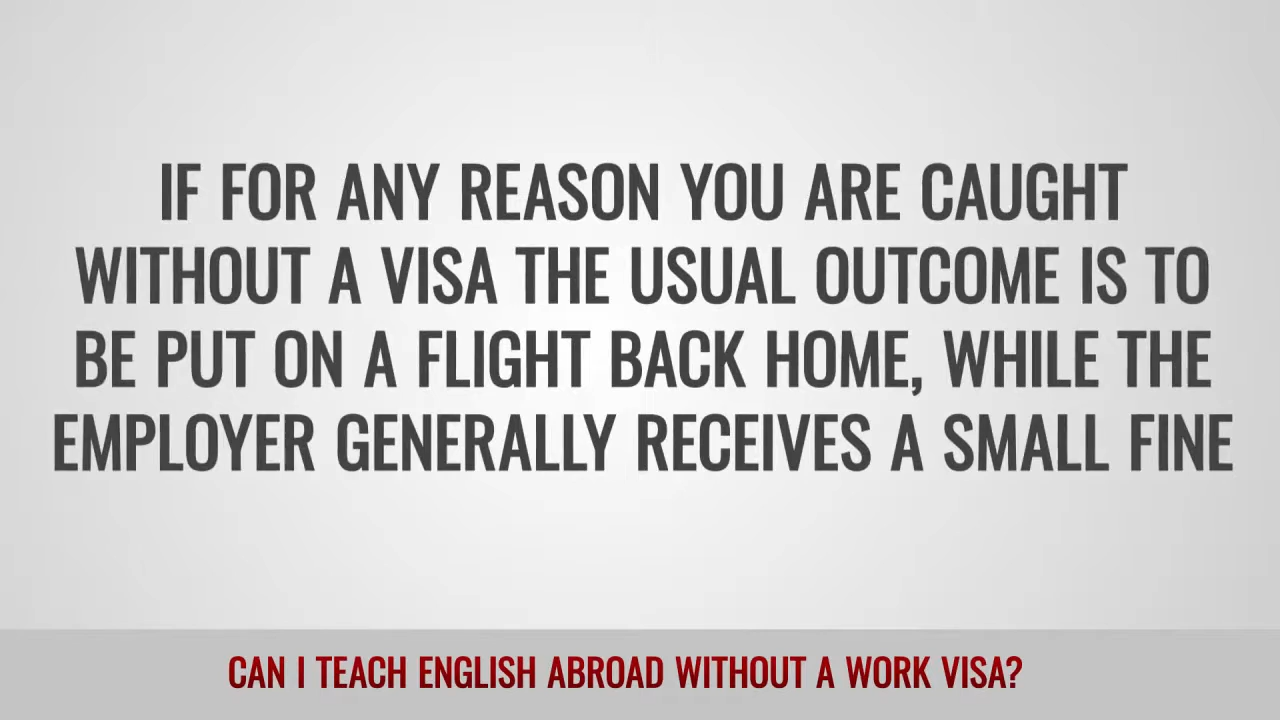 IF FOR ANY REASON YOU ARE CAUGHT
WITHOUT A VISA THE USUAL OUTCOME IS TO
BE PUT ON A FLIGHT BACK HOME, WHILE THE
EMPLOYER GENERALLY RECEIVES A SMALL FINE
CAN I TEACH ENGLISH ABROAD WITHOUT A WORK VISA?